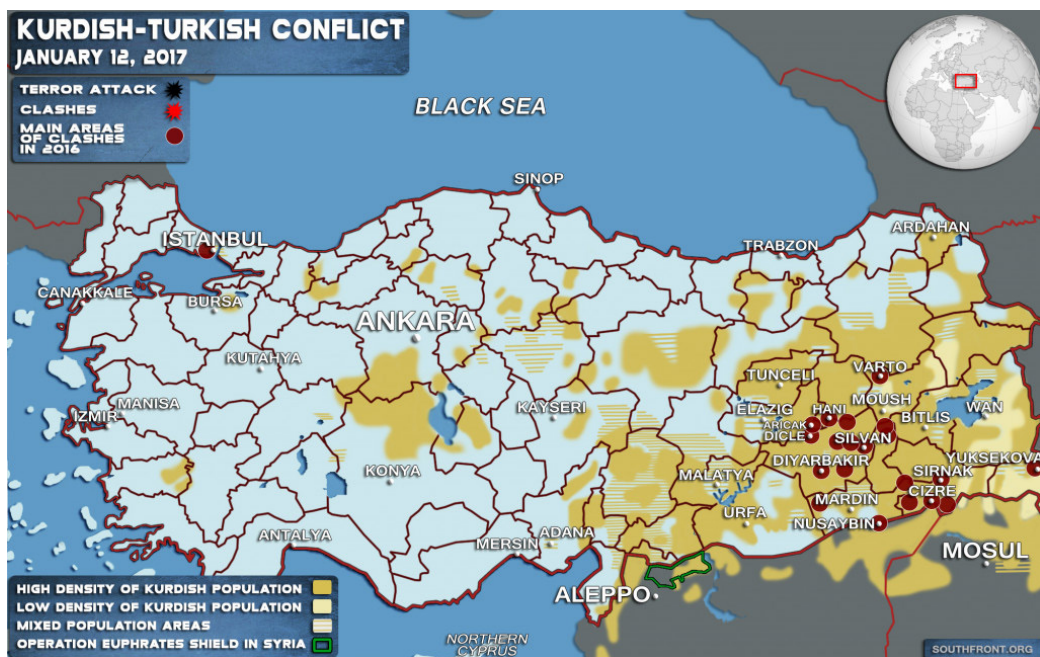 KURDISH-TURKISH CONFLICT
JANUARY 12, 2017
TERROR ATTACK
CLASHES
MAIN AREAS
OF CLASHES
IN 2016
BLACK SEA
SINOP
ISTANBUL
TRABZON
ARDAHAN
CANAKKALE
BURSA
ANKARA
KUTAHYA
TUNCELI
VARTO
MANISA
IZMIR
KAYSERI
ELAZIG
HANI
MOUSH
BITLIS
WAN
ARICAK
DICLE
SILVAN
KONYA
MALATYA
DIYARBAKIR
SIRNAK
YUKSEKOVA
URFA
MARDIN
CIZRE
ANTALYA
MERSIN
ADANA
NUSAYBIN
MOSUL
ALEPPO
HIGH DENSITY OF KURDISH POPULATION
LOW DENSITY OF KURDISH POPULATION
MIXED POPULATION AREAS
OPERATION EUPHRATES SHIELD IN SYRIA
NORTHERN
CYPRUS
SOUTHFRONT.ORG